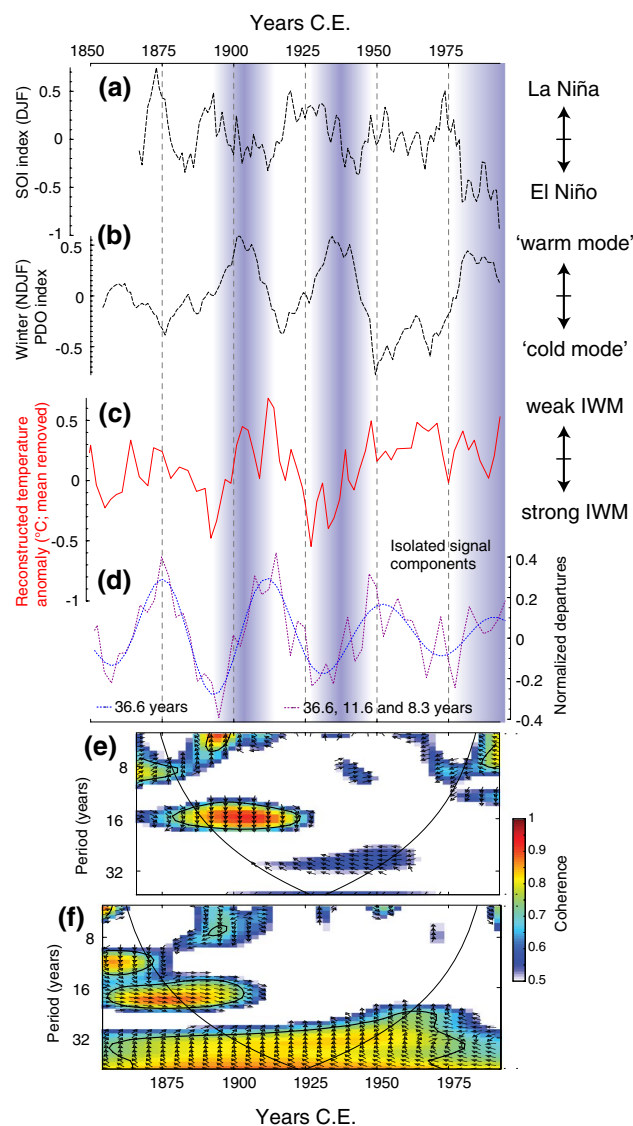 Years C.E.
1850 1875 1900 1925 1950 1975
(a)
SOI index (DJF)
0.5
0
-0.5
-1
La Niña
El Niño
(b)
Winter (NDJF)
PDO index
0.5
0
-0.5
'warm mode'
'cold mode'
(c)
Reconstructed temperature
anomaly (°C; mean removed)
0.5
0
-0.5
-1
weak IWM
strong IWM
(d)
Isolated signal
components
Normalized departures
0.4
0.2
0
-0.2
-0.4
36.6 years
36.6, 11.6 and 8.3 years
(e)
Period (years)
8
16
32
(f)
Period (years)
8
16
32
1
0.9
0.8
0.7
0.6
0.5
Coherence
1875 1900 1925 1950 1975
Years C.E.